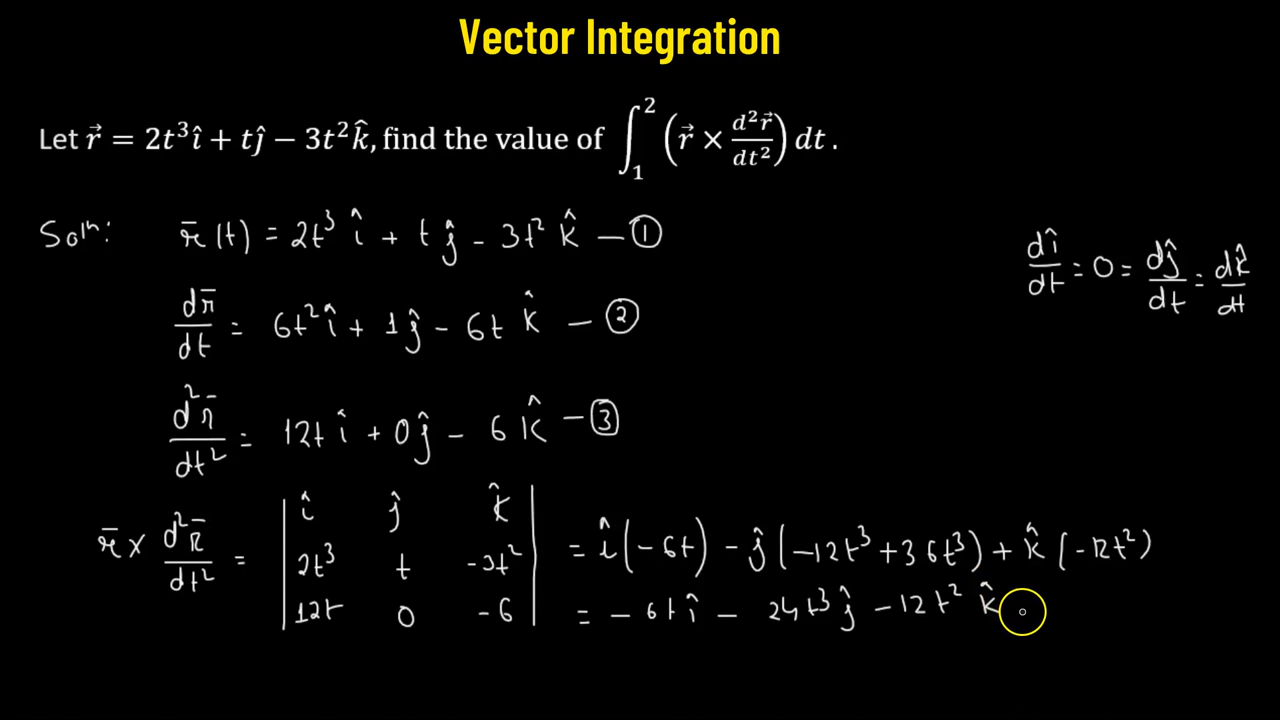 Vector Integration
Let r⃗ = 2t³î + tĵ − 3t²k̂, find the value of ∫₁² (r⃗ × d²r⃗/dt²) dt .
Soln: r̄(t) = 2t³ î + t ĵ − 3t² k̂ — ①
dî/dt = 0 = dĵ/dt = dk̂/dt
dr̄/dt = 6t² î + 1ĵ − 6t k̂ — ②
d²r̄/dt² = 12t î + 0ĵ − 6 k̂ — ③
r̄ × d²r̄/dt² = | î ĵ k̂ | = î(−6t) − ĵ(−12t³ + 36t³) + k̂(−12t²)
| 2t³ t −3t² |
| 12t 0 −6 | = − 6t î − 24t³ ĵ − 12t² k̂